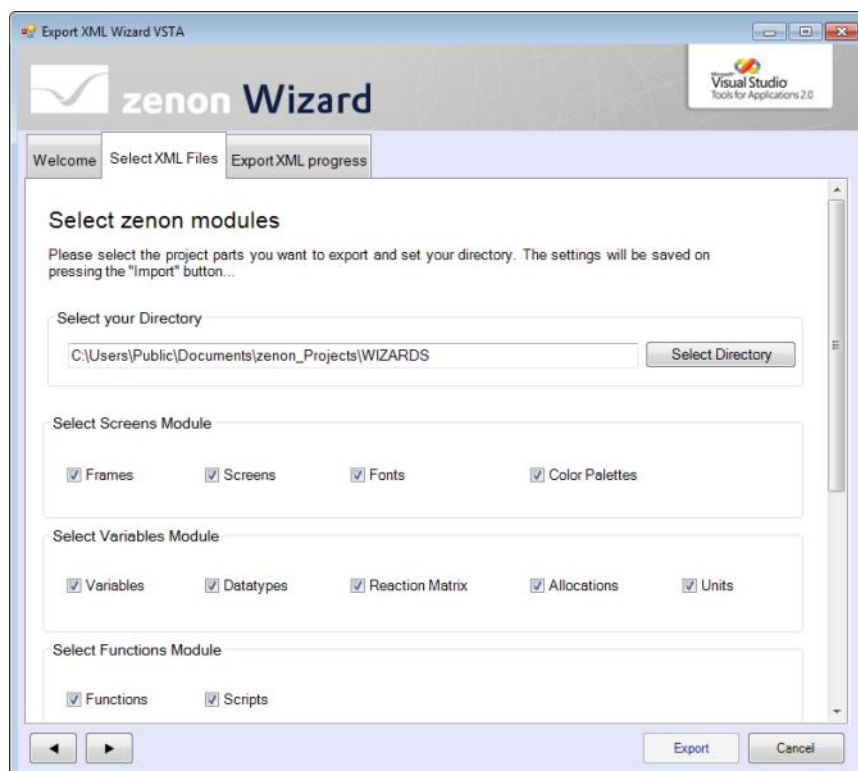 Export XML Wizard VSTA
zenon Wizard
Microsoft
Visual Studio
Tools for Applications 2.0
Welcome
Select XML Files
Export XML progress
Select zenon modules
Please select the project parts you want to export and set your directory. The settings will be saved on
pressing the "Import" button...
Select your Directory
C:\Users\Public\Documents\zenon_Projects\WIZARDS
Select Directory
Select Screens Module
Frames Screens Fonts Color Palettes
Select Variables Module
Variables Datatypes Reaction Matrix Allocations Units
Select Functions Module
Functions Scripts
Export Cancel